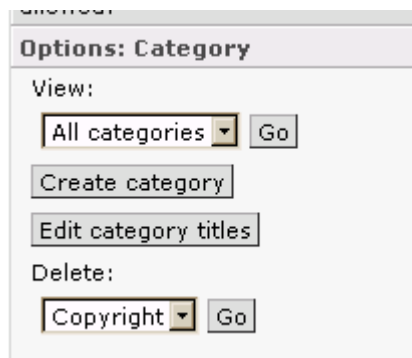 Options: Category
View:
All categories Go
Create category
Edit category titles
Delete:
Copyright Go